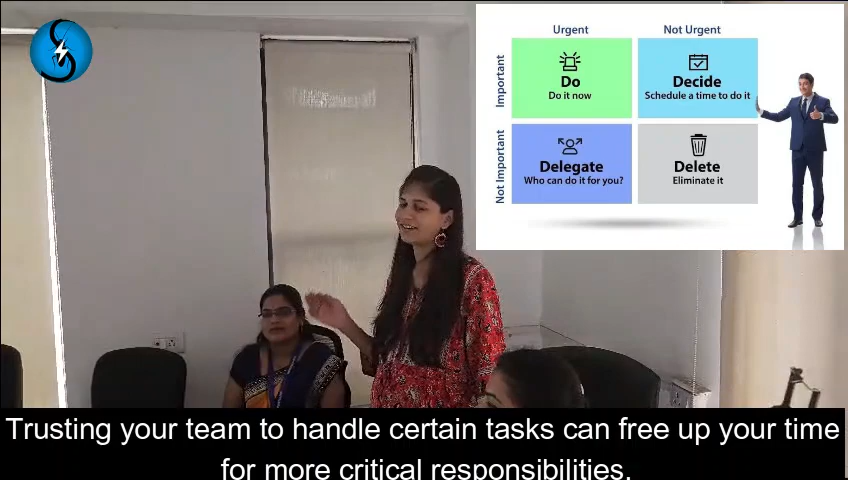 Urgent
Not Urgent
Important
Do
Do it now
Decide
Schedule a time to do it
Not Important
Delegate
Who can do it for you?
Delete
Eliminate it
Trusting your team to handle certain tasks can free up your time
for more critical responsibilities.